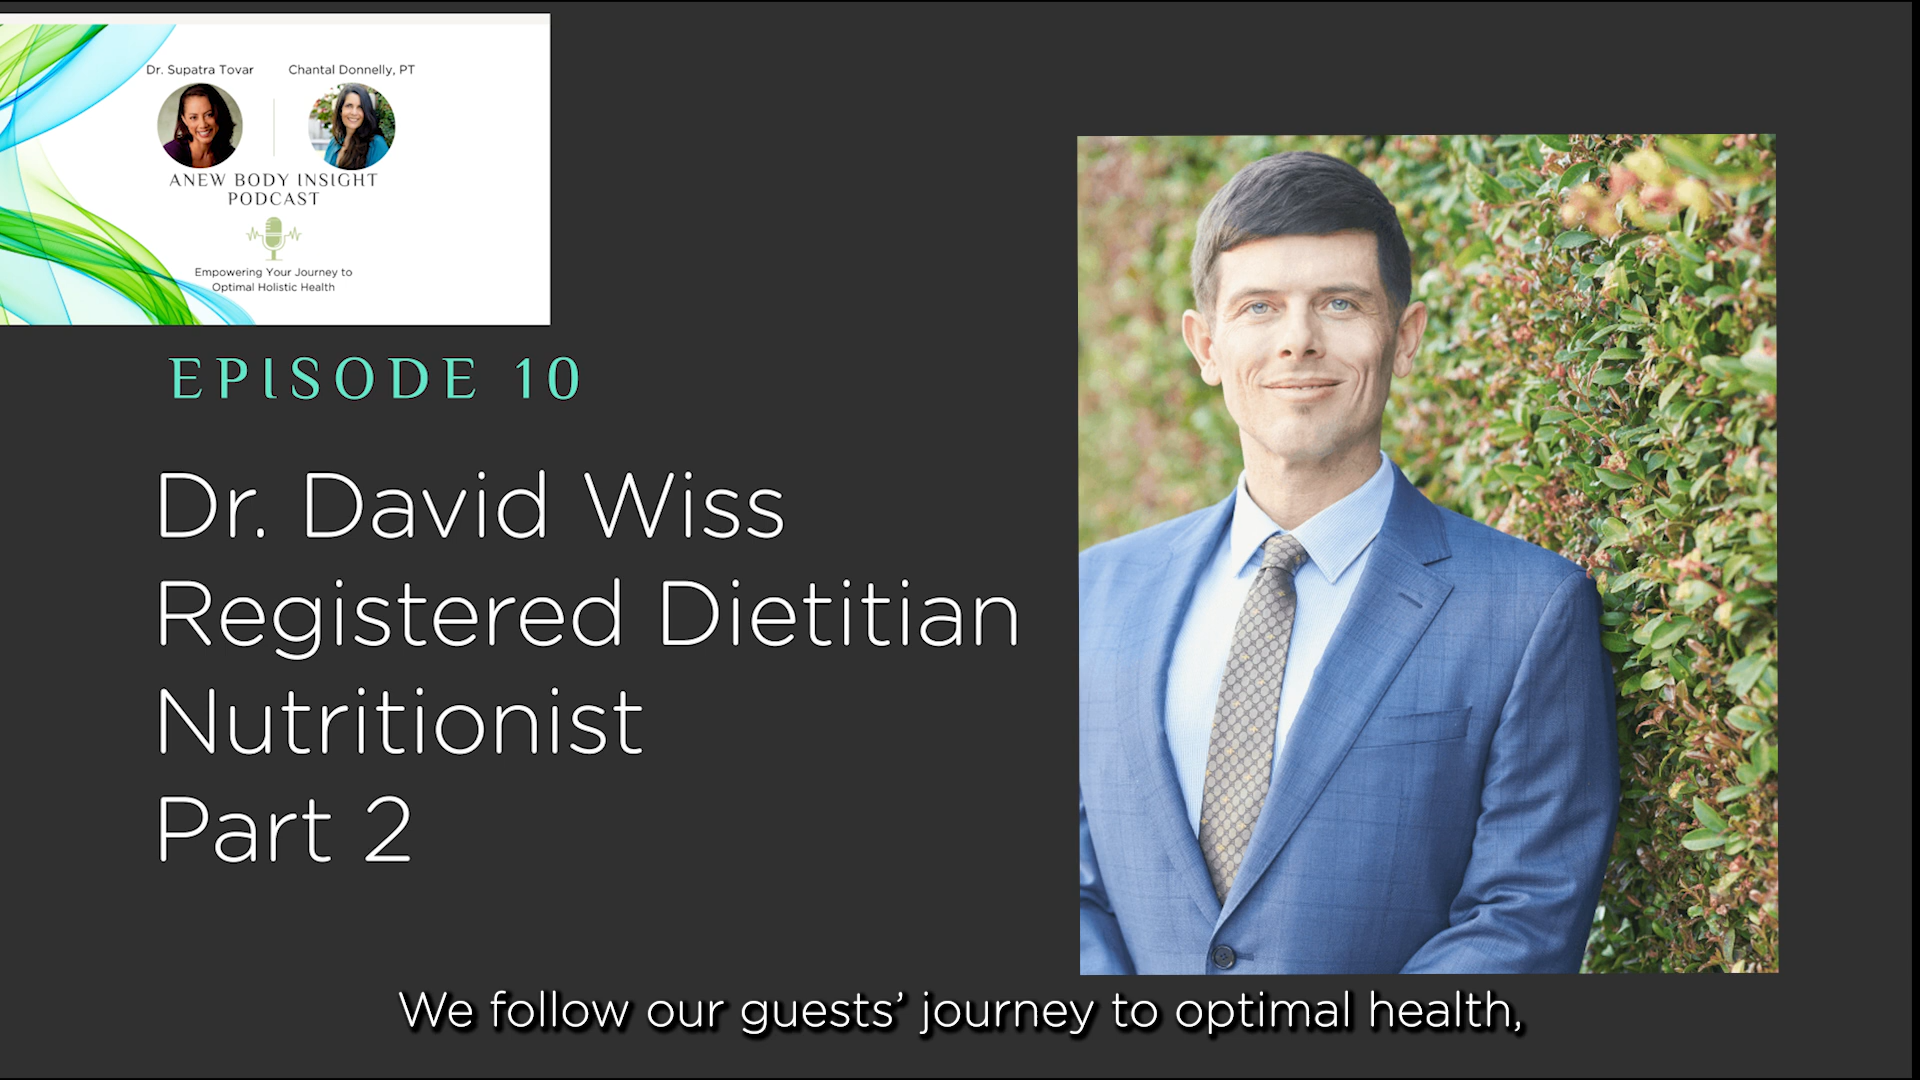 Dr. Supatra Tovar
Chantal Donnelly, PT
ANEW BODY INSIGHT
PODCAST
Empowering Your Journey to
Optimal Holistic Health
EPISODE 10
Dr. David Wiss
Registered Dietitian
Nutritionist
Part 2
We follow our guests’ journey to optimal health,